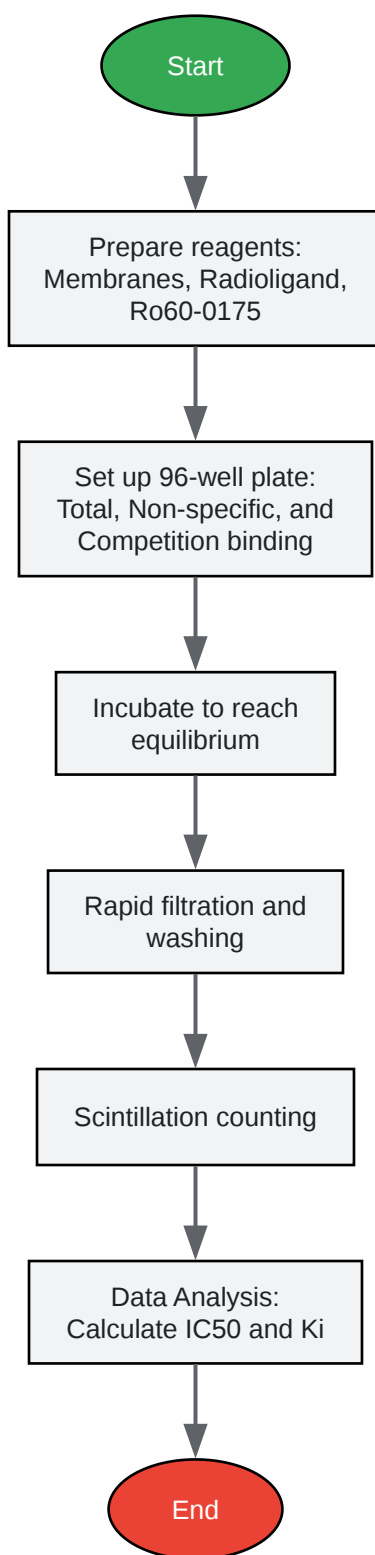 Start
Prepare reagents:
Membranes, Radioligand,
Ro60-0175
Set up 96-well plate:
Total, Non-specific, and
Competition binding
Incubate to reach
equilibrium
Rapid filtration and
washing
Scintillation counting
Data Analysis:
Calculate IC50 and Ki
End